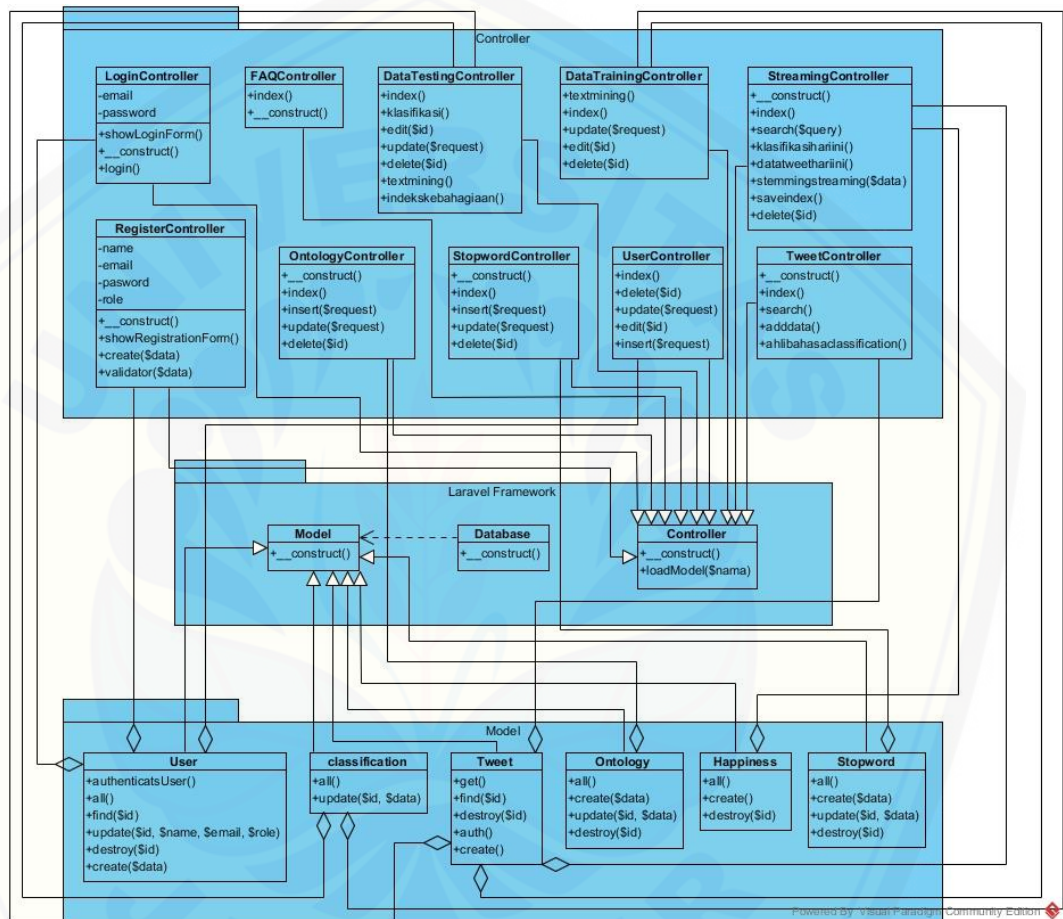 Controller
LoginController
-email
-password
+showLoginForm()
+__construct()
+login()
FAQController
+index()
+__construct()
DataTestingController
+index()
+klasifikasi()
+edit($id)
+update($request)
+delete($id)
+textmining()
+indekskebahagiaan()
DataTrainingController
+textmining()
+index()
+update($request)
+edit($id)
+delete($id)
StreamingController
+__construct()
+index()
+search($query)
+klasifikasihariini()
+datatweethariini()
+stemmingstreaming($data)
+saveindex()
+delete($id)
RegisterController
-name
-email
-pasword
-role
+__construct()
+showRegistrationForm()
+create($data)
+validator($data)
OntologyController
+__construct()
+index()
+insert($request)
+update($request)
+delete($id)
StopwordController
+__construct()
+index()
+insert($request)
+update($request)
+delete($id)
UserController
+index()
+delete($id)
+update($request)
+edit($id)
+insert($request)
TweetController
+__construct()
+index()
+search()
+adddata()
+ahlibahasaclassification()
Laravel Framework
Model
+__construct()
Database
+__construct()
Controller
+__construct()
+loadModel($nama)
Model
User
+authenticatsUser()
+all()
+find($id)
+update($id, $name, $email, $role)
+destroy($id)
+create($data)
classification
+all()
+update($id, $data)
Tweet
+get()
+find($id)
+destroy($id)
+auth()
+create()
Ontology
+all()
+create($data)
+update($id, $data)
+destroy($id)
Happiness
+all()
+create()
+destroy($id)
Stopword
+all()
+create($data)
+update($id, $data)
+destroy($id)
Powered By Visual Paradigm Community Edition